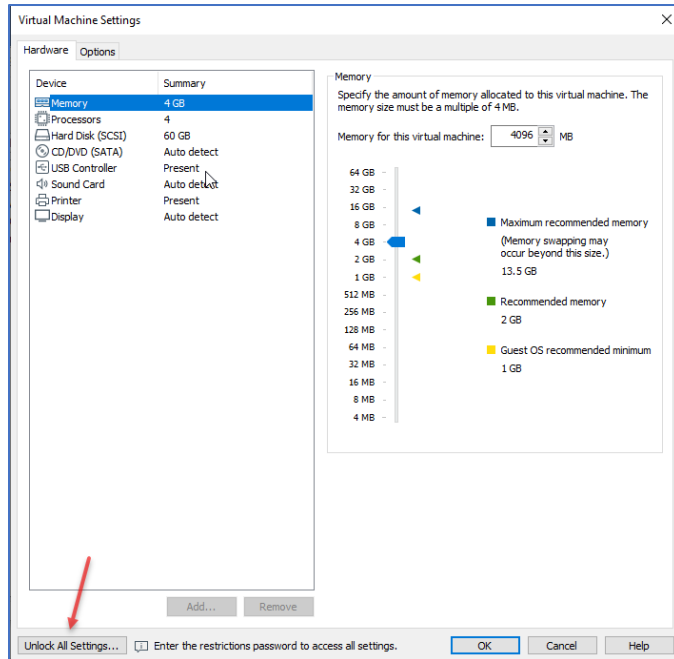 Virtual Machine Settings
Hardware Options
Device Summary
Memory 4 GB
Processors 4
Hard Disk (SCSI) 60 GB
CD/DVD (SATA) Auto detect
USB Controller Present
Sound Card Auto detect
Printer Present
Display Auto detect
Add... Remove
Memory
Specify the amount of memory allocated to this virtual machine. The
memory size must be a multiple of 4 MB.
Memory for this virtual machine: 4096 MB
64 GB
32 GB
16 GB
8 GB
4 GB
2 GB
1 GB
512 MB
256 MB
128 MB
64 MB
32 MB
16 MB
8 MB
4 MB
Maximum recommended memory
(Memory swapping may
occur beyond this size.)
13.5 GB
Recommended memory
2 GB
Guest OS recommended minimum
1 GB
Unlock All Settings... Enter the restrictions password to access all settings. OK Cancel Help